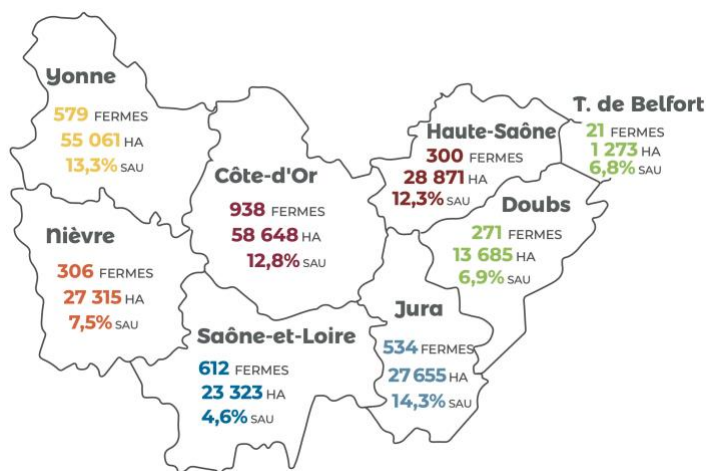 Yonne
579 FERMES
55 061 HA
13,3% SAU
Côte-d'Or
938 FERMES
58 648 HA
12,8% SAU
Haute-Saône
300 FERMES
28 871 HA
12,3% SAU
T. de Belfort
21 FERMES
1 273 HA
6,8% SAU
Doubs
271 FERMES
13 685 HA
6,9% SAU
Nièvre
306 FERMES
27 315 HA
7,5% SAU
Saône-et-Loire
612 FERMES
23 323 HA
4,6% SAU
Jura
534 FERMES
27 655 HA
14,3% SAU